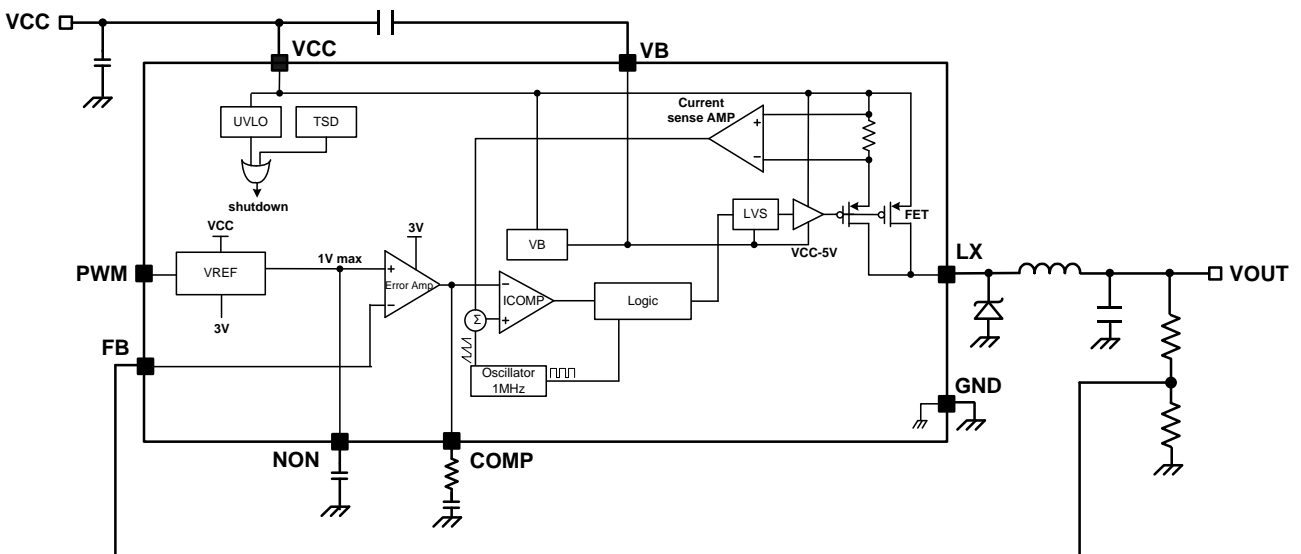 VCC
VCC
VB
UVLO
TSD
Current
sense AMP
shutdown
VCC
3V
LVS
FET
VB
VCC-5V
LX
PWM
VREF
1V max
+
−
Error Amp
−
+
ICOMP
Logic
VOUT
3V
Σ
FB
Oscillator
1MHz
GND
NON
COMP
+
−